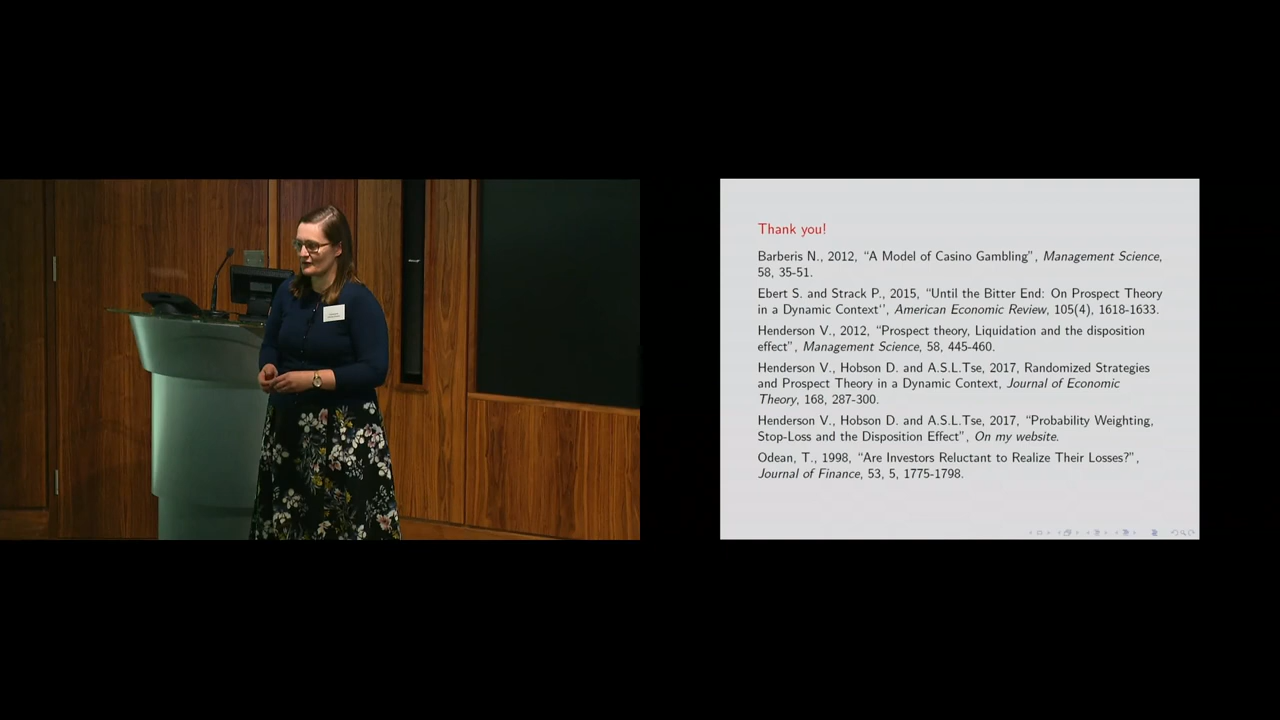 Thank you!
Barberis N., 2012, “A Model of Casino Gambling”, Management Science,
58, 35-51.
Ebert S. and Strack P., 2015, “Until the Bitter End: On Prospect Theory
in a Dynamic Context‘’, American Economic Review, 105(4), 1618-1633.
Henderson V., 2012, “Prospect theory, Liquidation and the disposition
effect”, Management Science, 58, 445-460.
Henderson V., Hobson D. and A.S.L.Tse, 2017, Randomized Strategies
and Prospect Theory in a Dynamic Context, Journal of Economic
Theory, 168, 287-300.
Henderson V., Hobson D. and A.S.L.Tse, 2017, “Probability Weighting,
Stop-Loss and the Disposition Effect”, On my website.
Odean, T., 1998, “Are Investors Reluctant to Realize Their Losses?”,
Journal of Finance, 53, 5, 1775-1798.